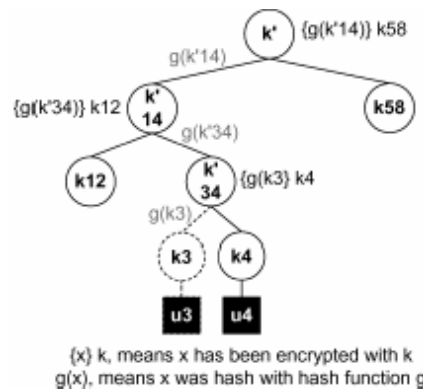 k'
{g(k'14)} k58
g(k'14)
{g(k'34)} k12
k'
14
k58
g(k'34)
k12
k'
34
{g(k3} k4
g(k3)
k3
k4
u3
u4
{x} k, means x has been encrypted with k
g(x), means x was hash with hash function g